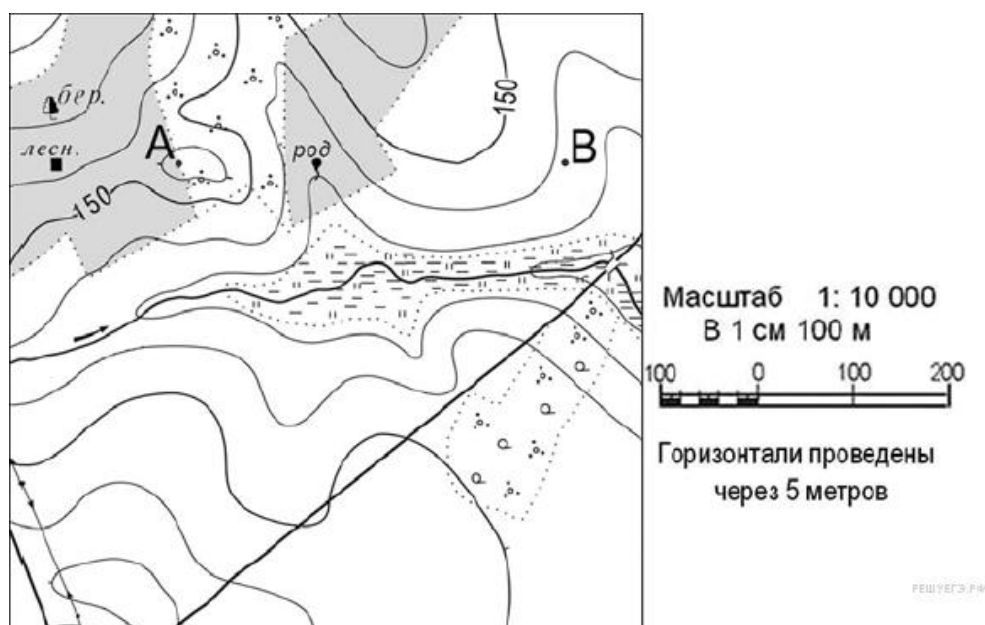 бер.
лесн.
А
род
В
150
150
Масштаб 1: 10 000
В 1 см 100 м
100 0 100 200
Горизонтали проведены
через 5 метров
РЕШУЕГЭ.РФ